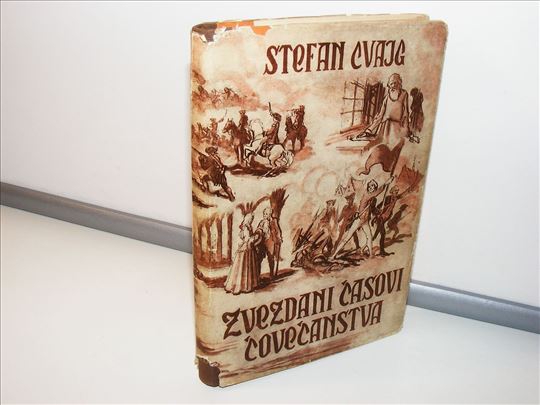 STEFAN CVAJG
ZVEZDANI ČASOVI
ČOVEČANSTVA